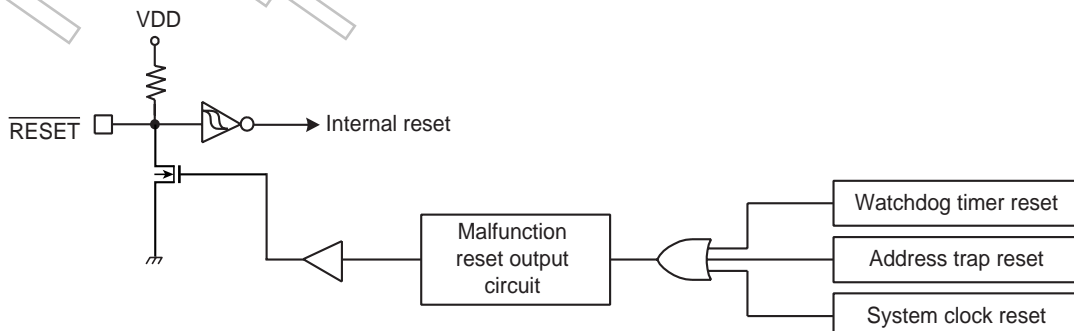 VDD
RESET
Internal reset
Watchdog timer reset
Malfunction
reset output
circuit
Address trap reset
System clock reset